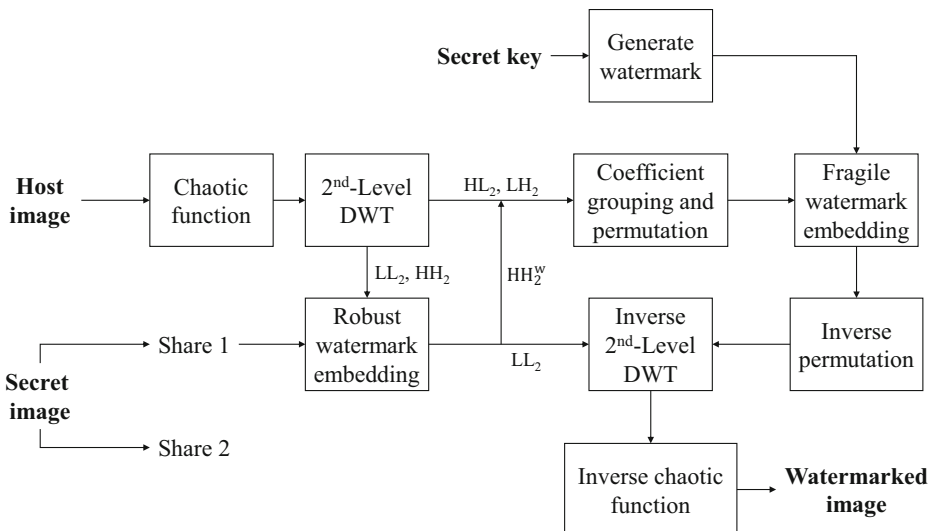 Secret key
Generate
watermark
Host
image
Chaotic
function
2nd-Level
DWT
HL2, LH2
Coefficient
grouping and
permutation
Fragile
watermark
embedding
LL2, HH2
HH2w
Share 1
Robust
watermark
embedding
LL2
Inverse
2nd-Level
DWT
Inverse
permutation
Secret
image
Share 2
Inverse chaotic
function
Watermarked
image